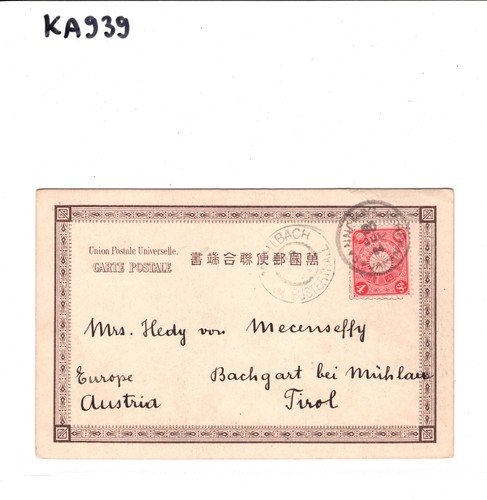 KA939
Union Postale Universelle.
CARTE POSTALE
書端合聯便郵國萬
Mrs. Hedy von Mecenseffy
Europe Bachgart bei Mühlau
Austria Tirol